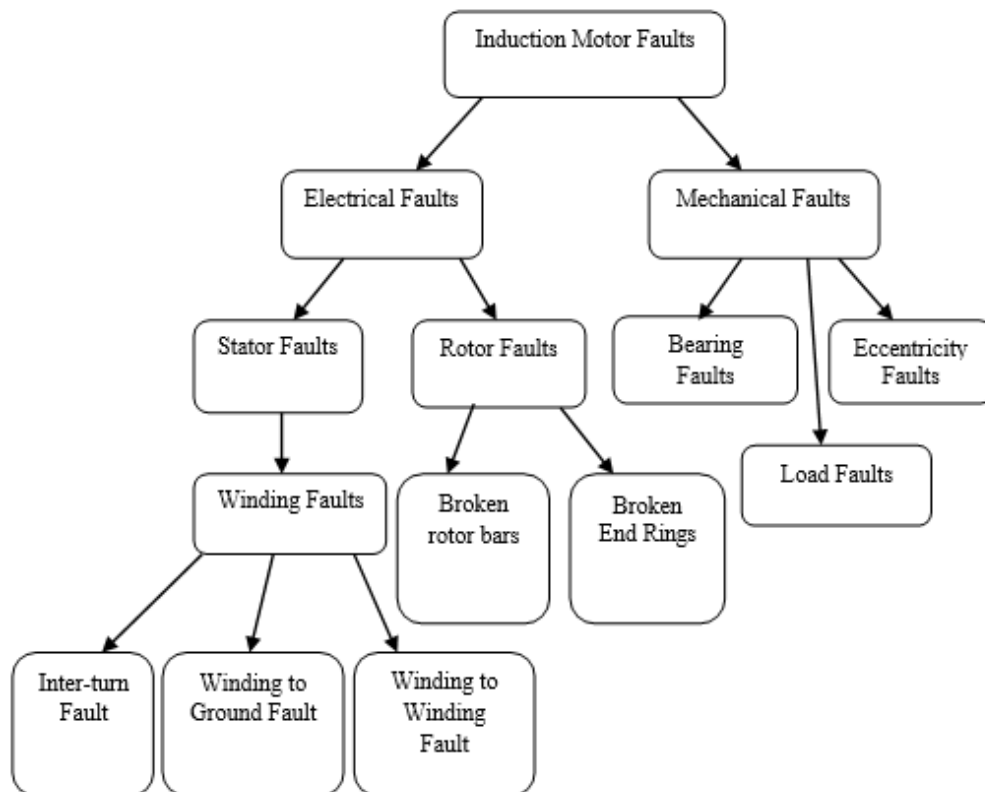 Induction Motor Faults
Electrical Faults
Mechanical Faults
Stator Faults
Rotor Faults
Bearing
Faults
Eccentricity
Faults
Load Faults
Winding Faults
Broken
rotor bars
Broken
End Rings
Inter-turn
Fault
Winding to
Ground Fault
Winding to
Winding
Fault